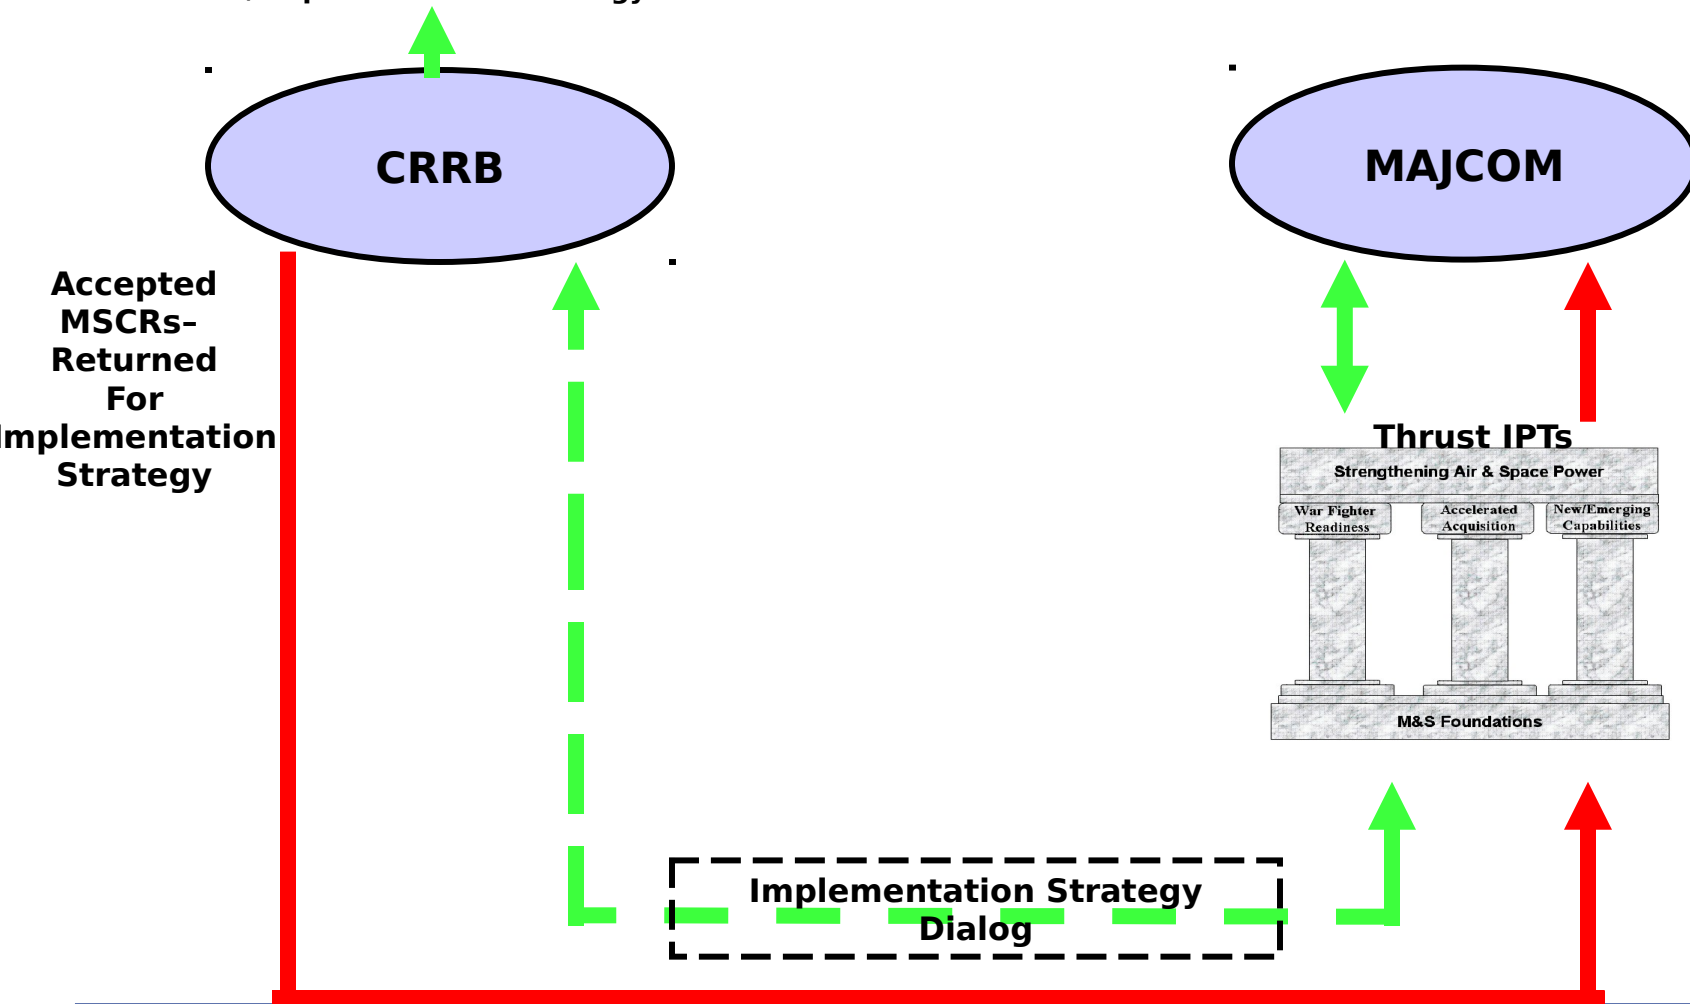 CRRB
MAJCOM
Accepted
MSCRs–
Returned
For
Implementation
Strategy
Thrust IPTs
Strengthening Air & Space Power
War Fighter
Readiness
Accelerated
Acquisition
New/Emerging
Capabilities
M&S Foundations
Implementation Strategy
Dialog